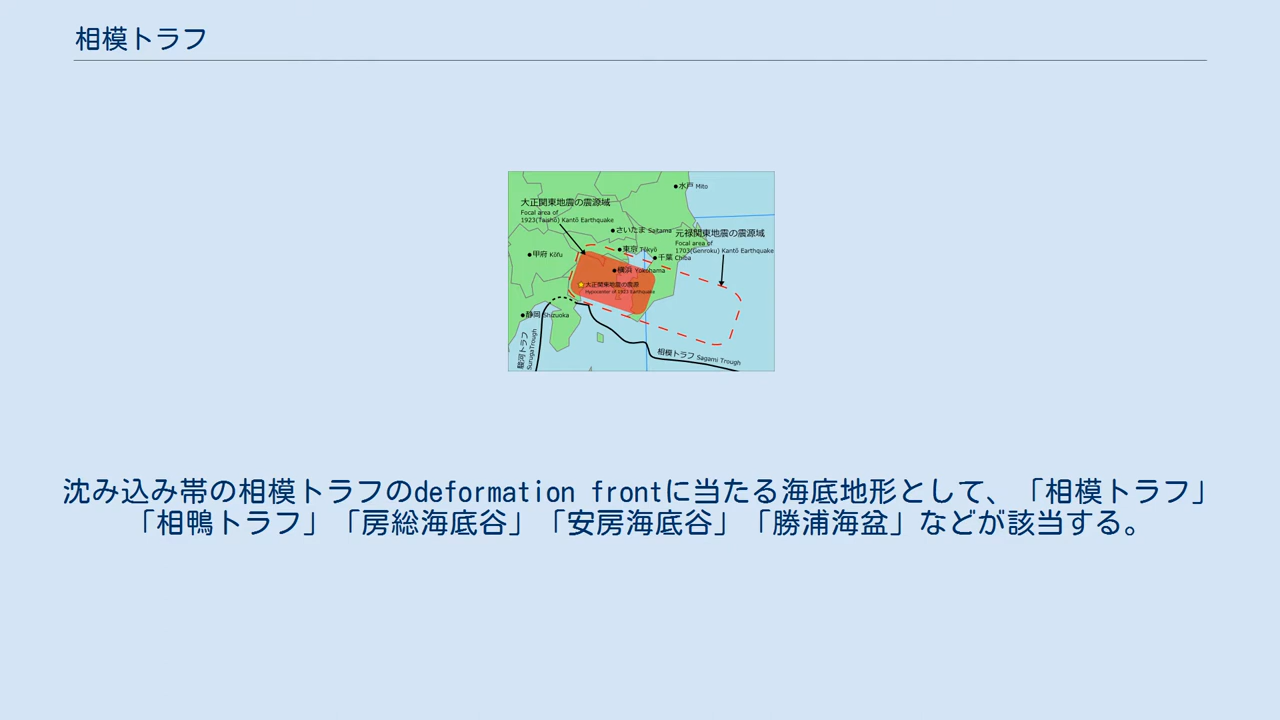 相模トラフ
水戸 Mito
大正関東地震の震源域
Focal area of
1923(Taishō) Kantō Earthquake
さいたま Saitama
元禄関東地震の震源域
Focal area of
1703(Genroku) Kantō Earthquake
東京 Tōkyō
甲府 Kōfu
千葉 Chiba
横浜 Yokohama
大正関東地震の震源
Hypocenter of 1923 Earthquake
静岡 Shizuoka
駿河トラフ
Suruga Trough
相模トラフ Sagami Trough
沈み込み帯の相模トラフのdeformation frontに当たる海底地形として、「相模トラフ」
「相鴨トラフ」「房総海底谷」「安房海底谷」「勝浦海盆」などが該当する。